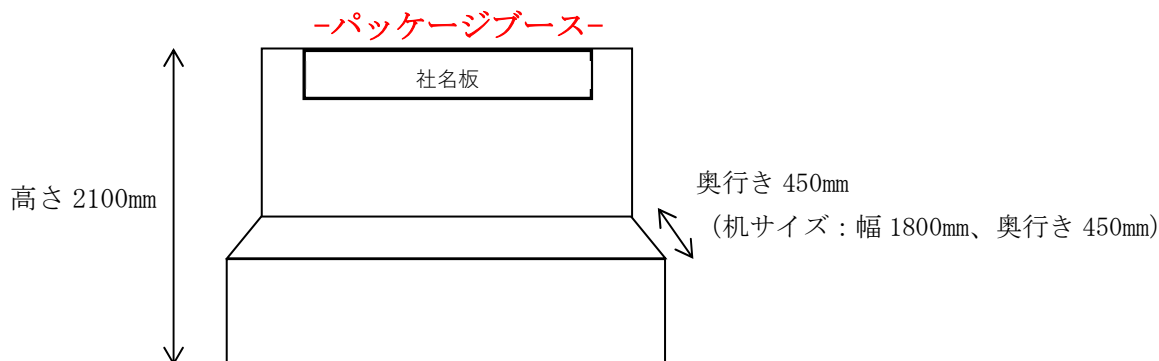 -パッケージブース-
社名板
高さ 2100mm
奥行き 450mm
（机サイズ：幅 1800mm、奥行き 450mm）